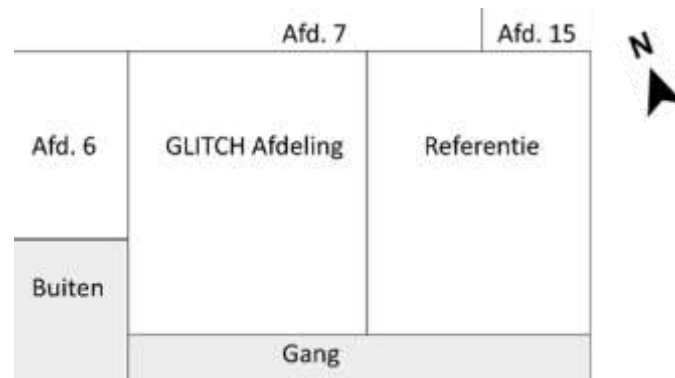 Afd. 7
Afd. 15
N
Afd. 6
GLITCH Afdeling
Referentie
Buiten
Gang